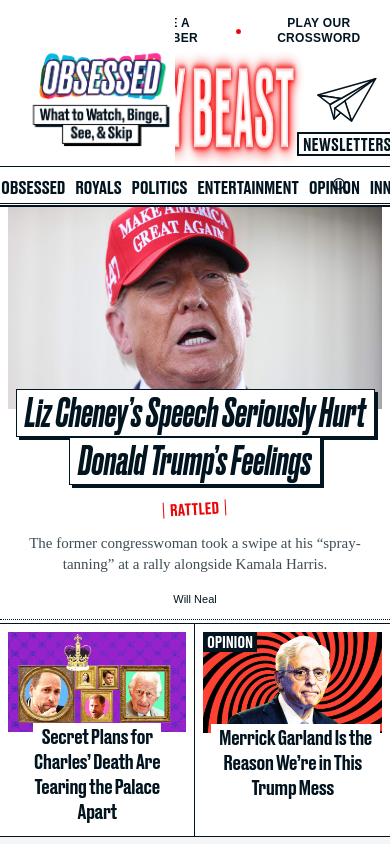 E A
BER
PLAY OUR
CROSSWORD
OBSESSED
What to Watch, Binge,
See, & Skip
Y BEAST
NEWSLETTERS
OBSESSED ROYALS POLITICS ENTERTAINMENT OPINION INN
MAKE AMERICA
GREAT AGAIN
47
Liz Cheney’s Speech Seriously Hurt
Donald Trump’s Feelings
RATTLED
The former congresswoman took a swipe at his “spray-
tanning” at a rally alongside Kamala Harris.
Will Neal
Secret Plans for
Charles’ Death Are
Tearing the Palace
Apart
OPINION
Merrick Garland Is the
Reason We’re in This
Trump Mess